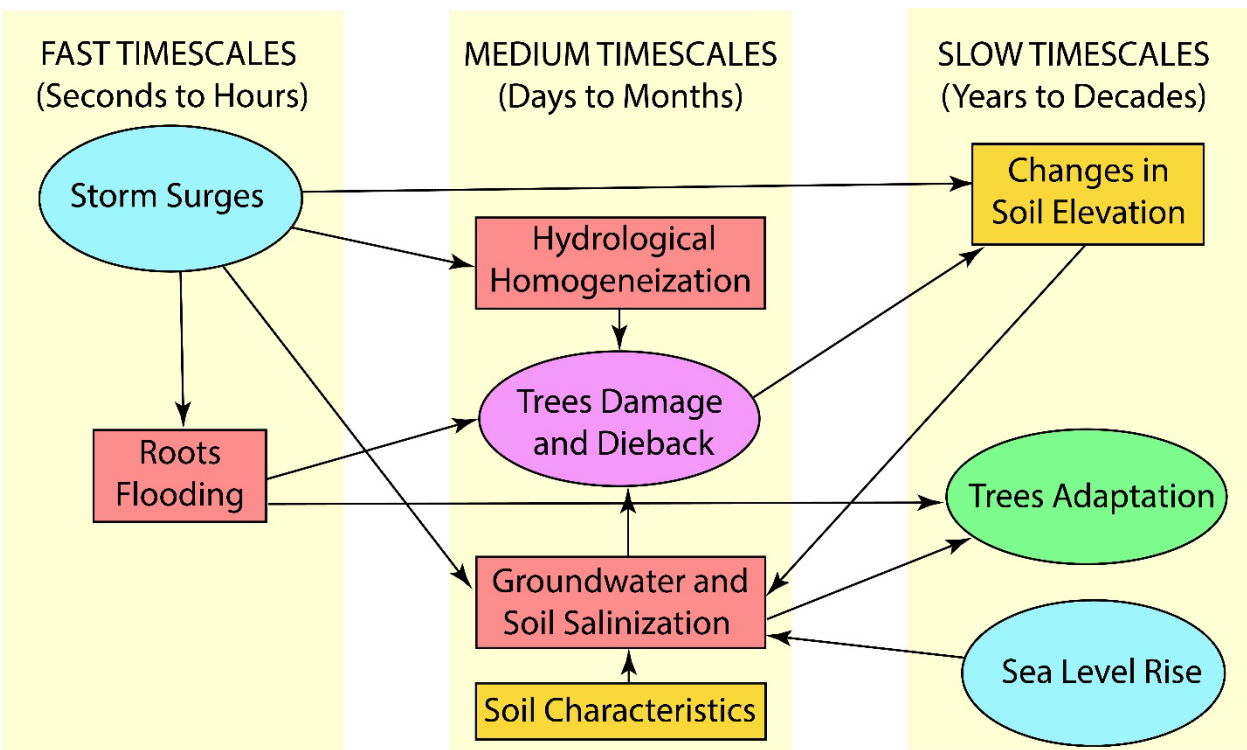 FAST TIMESCALES
(Seconds to Hours)
MEDIUM TIMESCALES
(Days to Months)
SLOW TIMESCALES
(Years to Decades)
Storm Surges
Changes in
Soil Elevation
Hydrological
Homogeneization
Trees Damage
and Dieback
Roots
Flooding
Trees Adaptation
Groundwater and
Soil Salinization
Sea Level Rise
Soil Characteristics